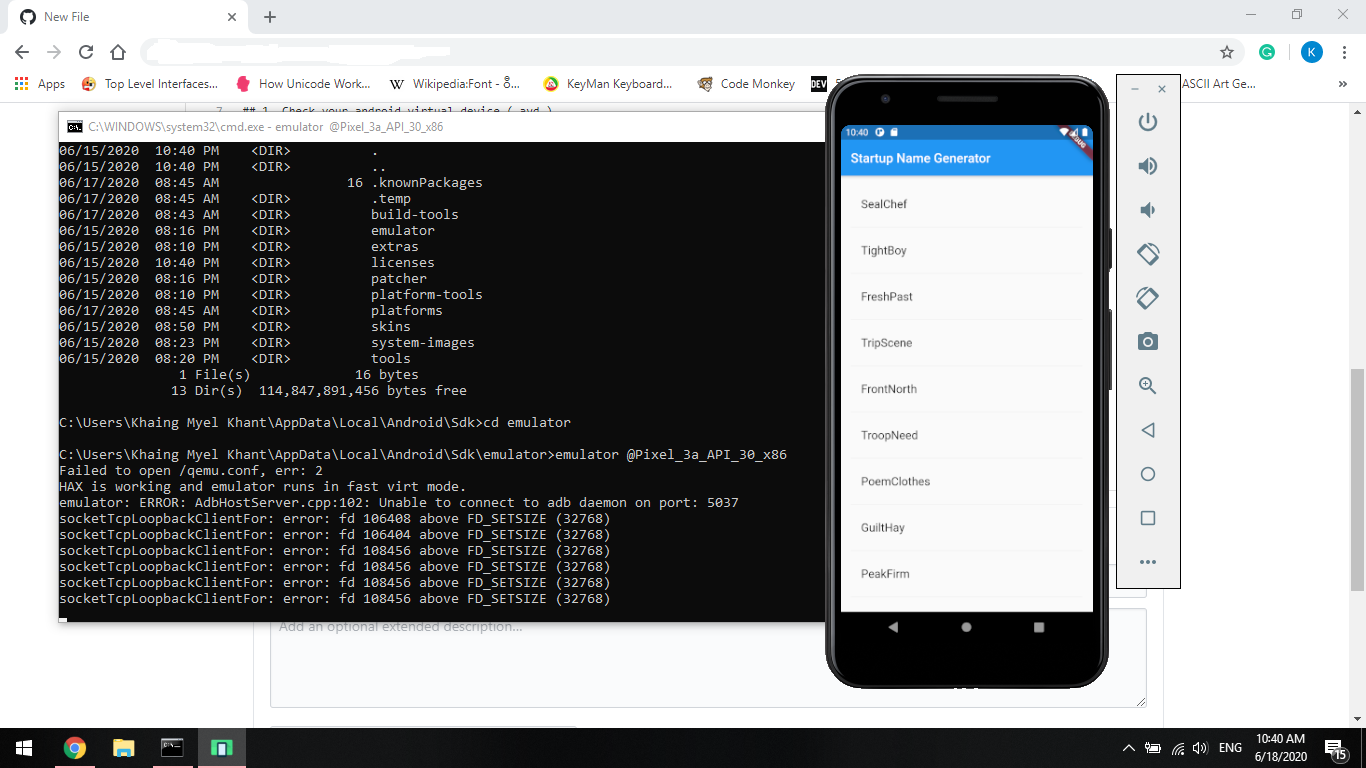 New File
Apps
Top Level Interfaces...
How Unicode Work...
Wikipedia:Font - ဝီ...
KeyMan Keyboard...
Code Monkey
DEV
ASCII Art Ge...
»
7 ## 1. Check your android virtual device ( avd )
C:\WINDOWS\system32\cmd.exe - emulator @Pixel_3a_API_30_x86
06/15/2020 10:40 PM <DIR> .
06/15/2020 10:40 PM <DIR> ..
06/17/2020 08:45 AM 16 .knownPackages
06/17/2020 08:45 AM <DIR> .temp
06/17/2020 08:43 AM <DIR> build-tools
06/15/2020 08:16 PM <DIR> emulator
06/15/2020 08:10 PM <DIR> extras
06/15/2020 10:40 PM <DIR> licenses
06/15/2020 08:16 PM <DIR> patcher
06/15/2020 08:10 PM <DIR> platform-tools
06/17/2020 08:45 AM <DIR> platforms
06/15/2020 08:50 PM <DIR> skins
06/15/2020 08:23 PM <DIR> system-images
06/15/2020 08:20 PM <DIR> tools
1 File(s) 16 bytes
13 Dir(s) 114,847,891,456 bytes free
C:\Users\Khaing Myel Khant\AppData\Local\Android\Sdk>cd emulator
C:\Users\Khaing Myel Khant\AppData\Local\Android\Sdk\emulator>emulator @Pixel_3a_API_30_x86
Failed to open /qemu.conf, err: 2
HAX is working and emulator runs in fast virt mode.
emulator: ERROR: AdbHostServer.cpp:102: Unable to connect to adb daemon on port: 5037
socketTcpLoopbackClientFor: error: fd 106408 above FD_SETSIZE (32768)
socketTcpLoopbackClientFor: error: fd 106404 above FD_SETSIZE (32768)
socketTcpLoopbackClientFor: error: fd 108456 above FD_SETSIZE (32768)
socketTcpLoopbackClientFor: error: fd 108456 above FD_SETSIZE (32768)
socketTcpLoopbackClientFor: error: fd 108456 above FD_SETSIZE (32768)
socketTcpLoopbackClientFor: error: fd 108456 above FD_SETSIZE (32768)
Add an optional extended description...
10:40
DEBUG
Startup Name Generator
SealChef
TightBoy
FreshPast
TripScene
FrontNorth
TroopNeed
PoemClothes
GuiltHay
PeakFirm
K
ENG
10:40 AM
6/18/2020
15